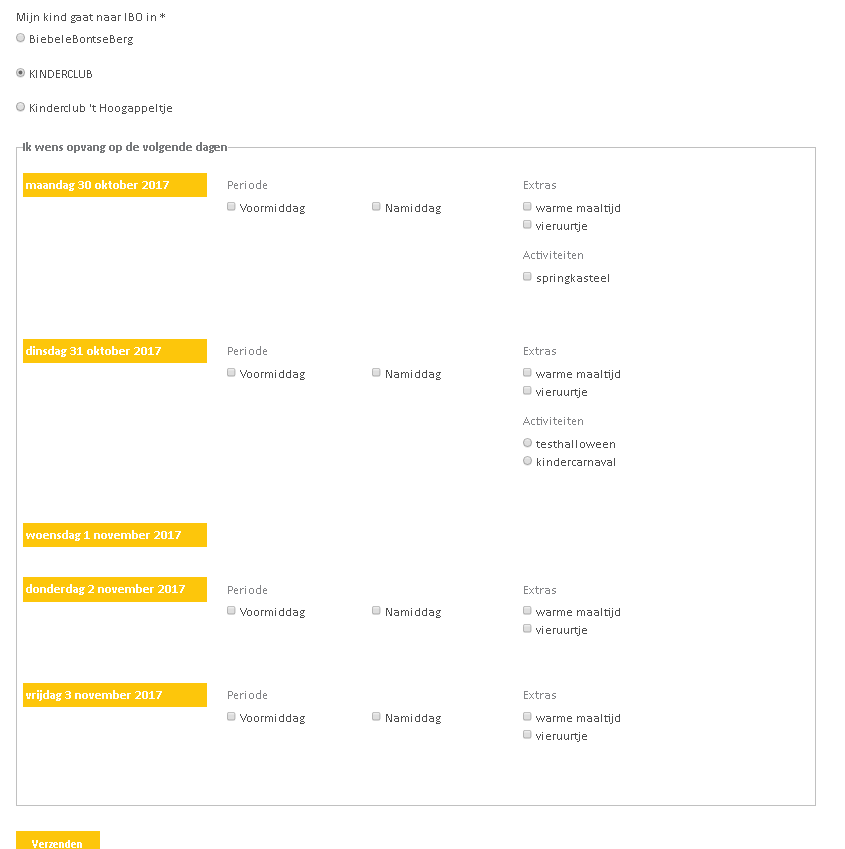 Mijn kind gaat naar IBO in *
BiebeleBontseBerg
KINDERCLUB
Kinderclub 't Hoogappeltje
Ik wens opvang op de volgende dagen
maandag 30 oktober 2017 Periode Extras
Voormiddag Namiddag warme maaltijd
vieruurtje
Activiteiten
springkasteel
dinsdag 31 oktober 2017 Periode Extras
Voormiddag Namiddag warme maaltijd
vieruurtje
Activiteiten
testhalloween
kindercarnaval
woensdag 1 november 2017
donderdag 2 november 2017 Periode Extras
Voormiddag Namiddag warme maaltijd
vieruurtje
vrijdag 3 november 2017 Periode Extras
Voormiddag Namiddag warme maaltijd
vieruurtje
Verzenden